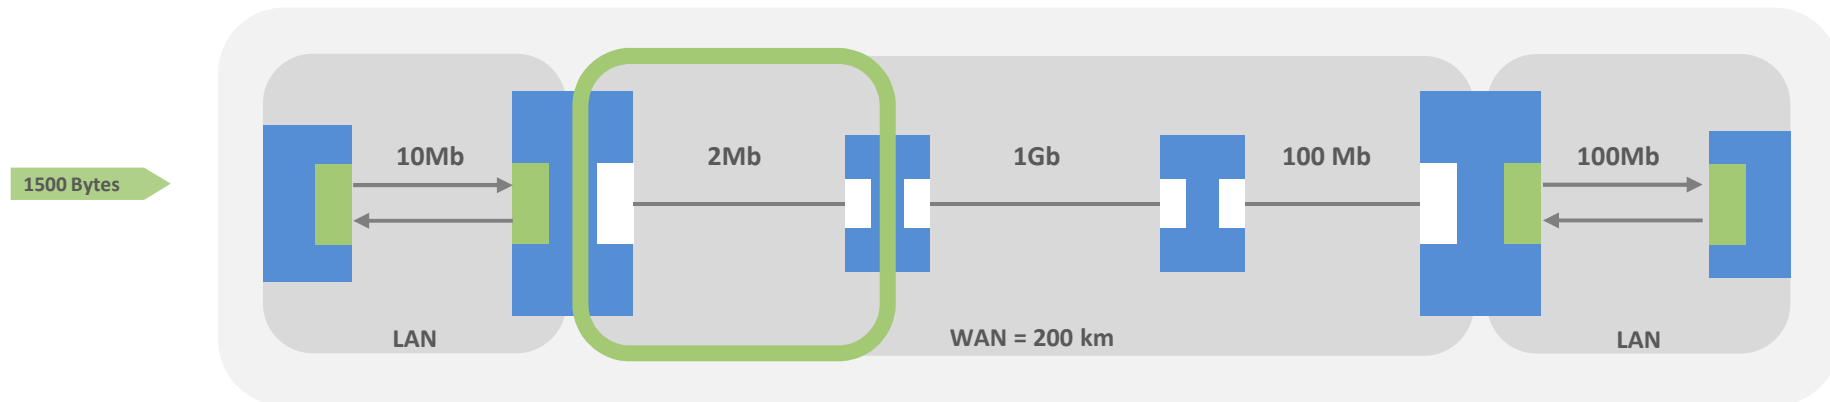 10Mb
2Mb
1Gb
100 Mb
100Mb
1500 Bytes
LAN
WAN = 200 km
LAN